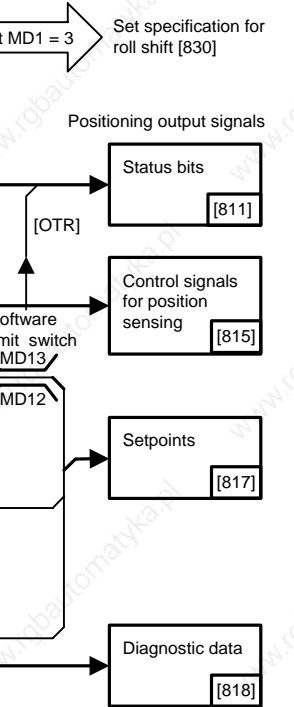 t MD1 = 3
Set specification for
roll shift [830]
Positioning output signals
Status bits
[811]
[OTR]
Control signals
for position
sensing
[815]
oftware
mit switch
MD13
MD12
Setpoints
[817]
Diagnostic data
[818]